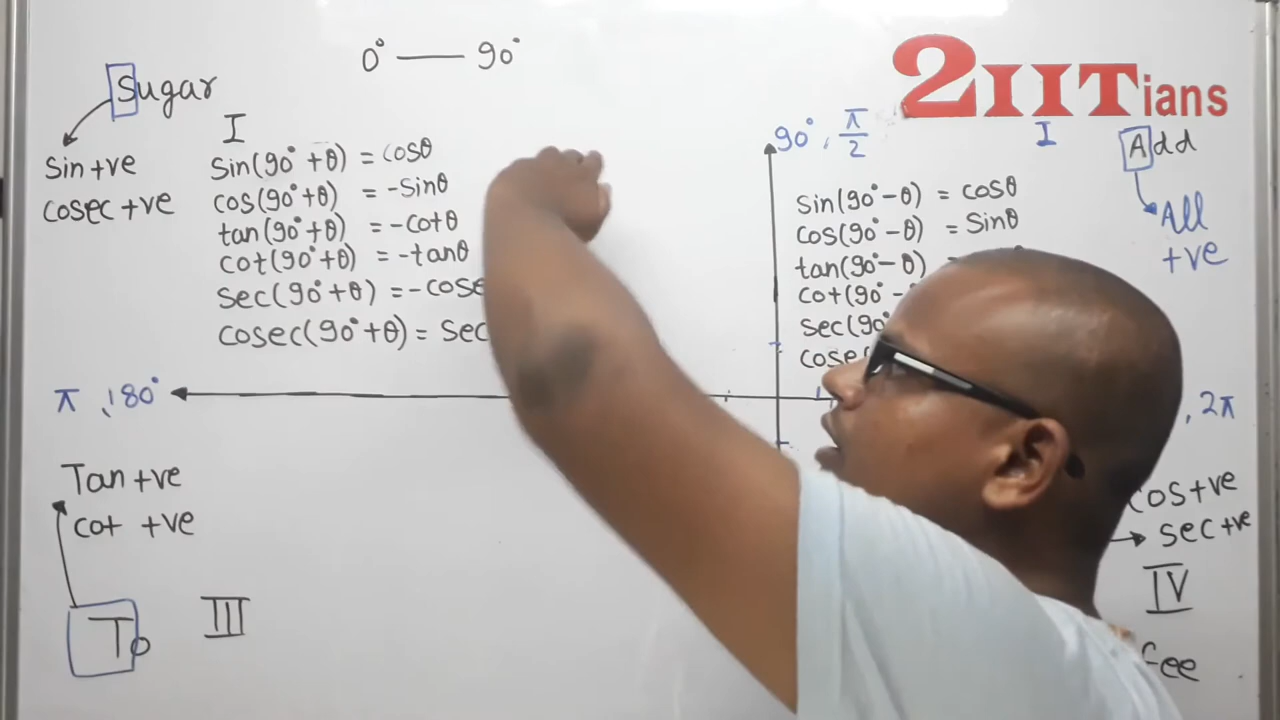 0° — 90°
Sugar
Sin +ve
cosec +ve
I
Sin(90° + θ) = cosθ
cos(90° + θ) = -Sinθ
tan(90° + θ) = -cotθ
cot(90° + θ) = -tanθ
sec(90° + θ) = -cose
cosec(90° + θ) = sec
2IITians
90°, π/2
I
Add
All
+ve
Sin(90° - θ) = cosθ
cos(90° - θ) = Sinθ
tan(90° - θ) =
cot(90° -
sec(90°
cosec
π, 180°
, 2π
Tan +ve
cot +ve
To
III
cos +ve
sec +ve
IV